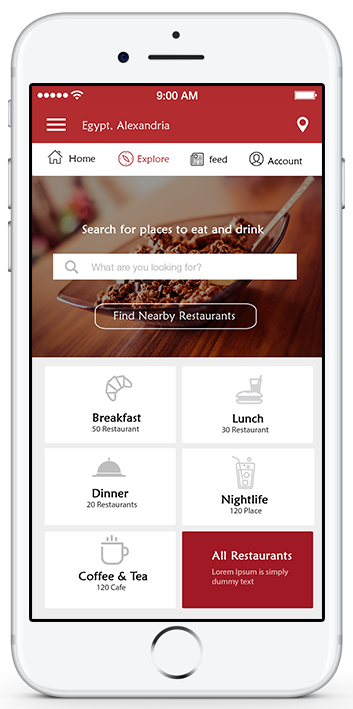 9:00 AM
Egypt, Alexandria
Home Explore feed Account
Search for places to eat and drink
What are you looking for?
Find Nearby Restaurants
Breakfast
50 Restaurant
Lunch
30 Restaurant
Dinner
20 Restaurants
Nightlife
120 Place
Coffee & Tea
120 Cafe
All Restaurants
Lorem Ipsum is simply
dummy text